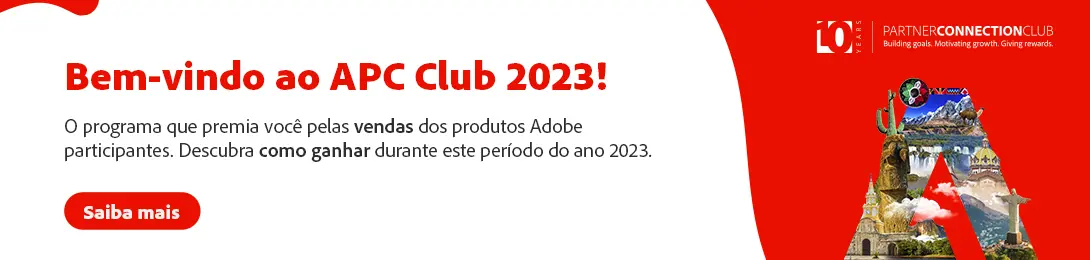 Bem-vindo ao APC Club 2023!
O programa que premia você pelas vendas dos produtos Adobe
participantes. Descubra como ganhar durante este período do ano 2023.
Saiba mais
10 YEARS
PARTNERCONNECTIONCLUB
Building goals. Motivating growth. Giving rewards.